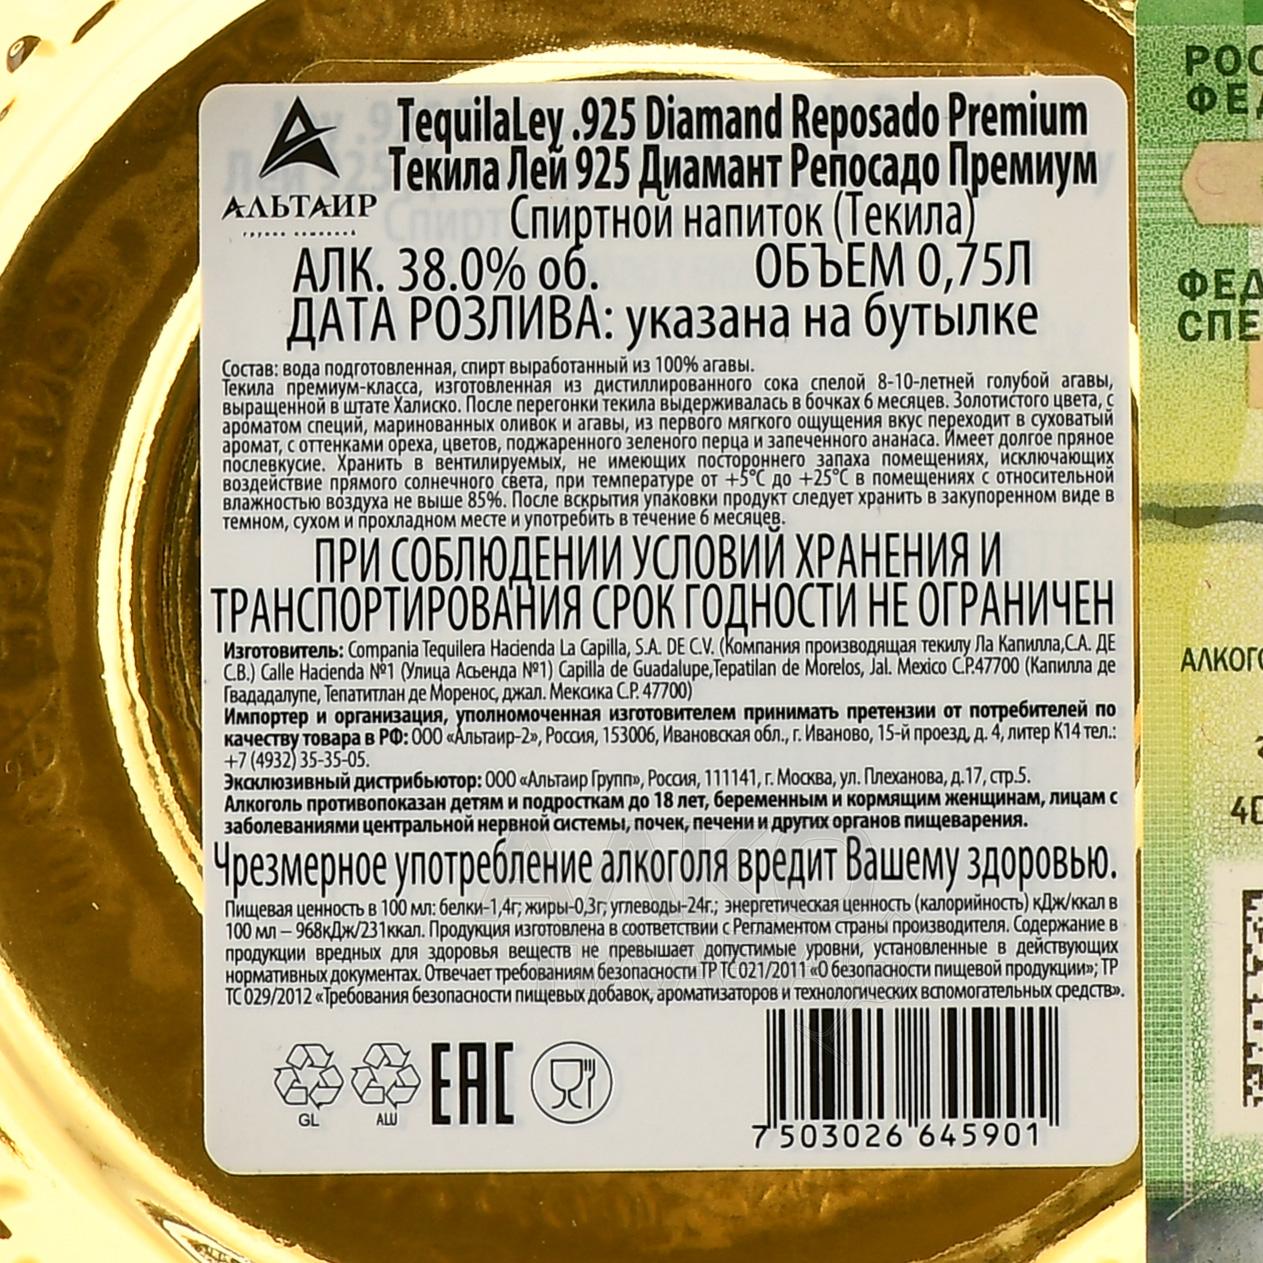 TequilaLey .925 Diamand Reposado Premium
Текила Лей 925 Диамант Репосадо Премиум
АЛЬТАИР
группа компаний
Спиртной напиток (Текила)
АЛК. 38.0% об. ОБЪЕМ 0,75Л
ДАТА РОЗЛИВА: указана на бутылке
Состав: вода подготовленная, спирт выработанный из 100% агавы.
Текила премиум-класса, изготовленная из дистиллированного сока спелой 8-10-летней голубой агавы,
выращенной в штате Халиско. После перегонки текила выдерживалась в бочках 6 месяцев. Золотистого цвета, с
ароматом специй, маринованных оливок и агавы, из первого мягкого ощущения вкус переходит в суховатый
аромат, с оттенками ореха, цветов, поджаренного зеленого перца и запеченного ананаса. Имеет долгое пряное
послевкусие. Хранить в вентилируемых, не имеющих постороннего запаха помещениях, исключающих
воздействие прямого солнечного света, при температуре от +5°С до +25°С в помещениях с относительной
влажностью воздуха не выше 85%. После вскрытия упаковки продукт следует хранить в закупоренном виде в
темном, сухом и прохладном месте и употребить в течение 6 месяцев.
ПРИ СОБЛЮДЕНИИ УСЛОВИЙ ХРАНЕНИЯ И
ТРАНСПОРТИРОВАНИЯ СРОК ГОДНОСТИ НЕ ОГРАНИЧЕН
Изготовитель: Compania Tequilera Hacienda La Capilla, S.A. DE C.V. (Компания производящая текилу Ла Капилла,С.А. ДЕ
С.В.) Calle Hacienda №1 (Улица Асьенда №1) Capilla de Guadalupe,Tepatilan de Morelos, Jal. Mexico C.P.47700 (Капилла де
Гвададалупе, Тепатитлан де Моренос, джал. Мексика С.Р. 47700)
Импортер и организация, уполномоченная изготовителем принимать претензии от потребителей по
качеству товара в РФ: ООО «Альтаир-2», Россия, 153006, Ивановская обл., г. Иваново, 15-й проезд, д. 4, литер К14 тел.:
+7 (4932) 35-35-05.
Эксклюзивный дистрибьютор: ООО «Альтаир Групп», Россия, 111141, г. Москва, ул. Плеханова, д.17, стр.5.
Алкоголь противопоказан детям и подросткам до 18 лет, беременным и кормящим женщинам, лицам с
заболеваниями центральной нервной системы, почек, печени и других органов пищеварения.
Чрезмерное употребление алкоголя вредит Вашему здоровью.
Пищевая ценность в 100 мл: белки-1,4г; жиры-0,3г; углеводы-24г.; энергетическая ценность (калорийность) кДж/ккал в
100 мл – 968кДж/231ккал. Продукция изготовлена в соответствии с Регламентом страны производителя. Содержание в
продукции вредных для здоровья веществ не превышает допустимые уровни, установленные в действующих
нормативных документах. Отвечает требованиям безопасности ТР ТС 021/2011 «О безопасности пищевой продукции»; ТР
ТС 029/2012 «Требования безопасности пищевых добавок, ароматизаторов и технологических вспомогательных средств».
GL ALU EAC
7 503026 645901
РОС
ФЕД
ФЕД
СПЕ
АЛКОГО
40